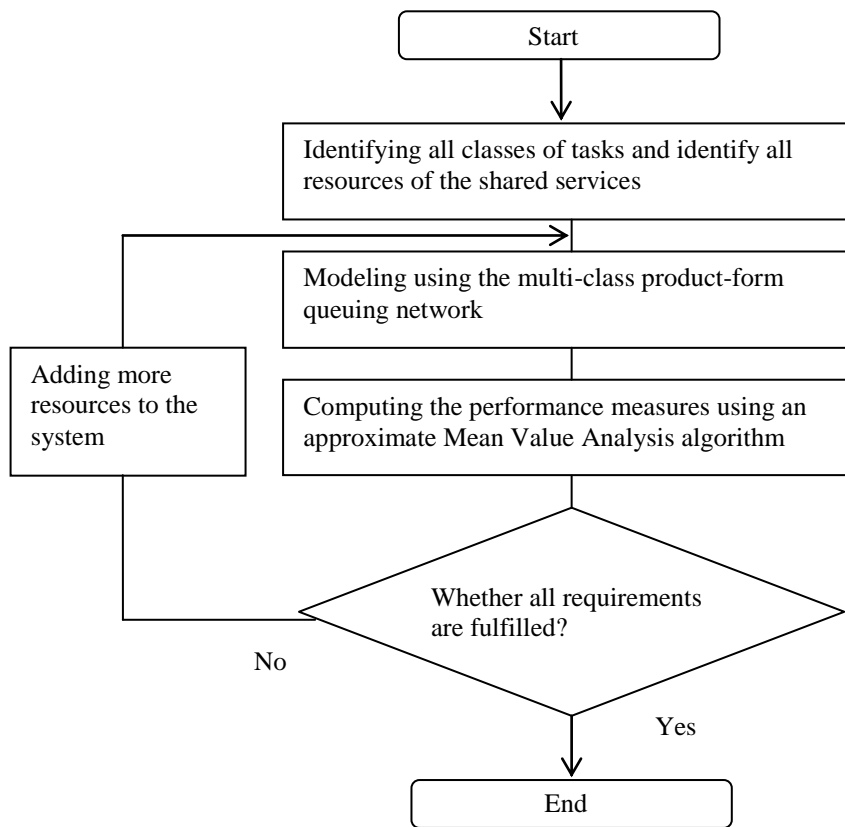 Start
Identifying all classes of tasks and identify all
resources of the shared services
Modeling using the multi-class product-form
queuing network
Adding more
resources to the
system
Computing the performance measures using an
approximate Mean Value Analysis algorithm
Whether all requirements
are fulfilled?
No
Yes
End